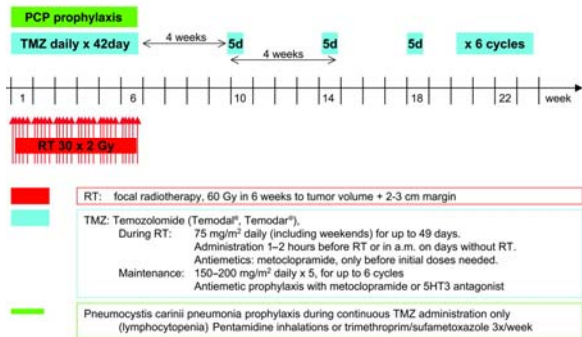 PCP prophylaxis
TMZ daily x 42day
4 weeks
5d
5d
5d
x 6 cycles
4 weeks
1
6
10
14
18
22
week
RT 30 x 2 Gy
RT: focal radiotherapy, 60 Gy in 6 weeks to tumor volume + 2-3 cm margin
TMZ: Temozolomide (Temodal®, Temodar®),
During RT: 75 mg/m² daily (including weekends) for up to 49 days.
Administration 1–2 hours before RT or in a.m. on days without RT.
Antiemetics: metoclopramide, only before initial doses needed.
Maintenance: 150–200 mg/m² daily x 5, for up to 6 cycles
Antiemetic prophylaxis with metoclopramide or 5HT3 antagonist
Pneumocystis carinii pneumonia prophylaxis during continuous TMZ administration only
(lymphocytopenia) Pentamidine inhalations or trimethroprim/sufametoxazole 3x/week